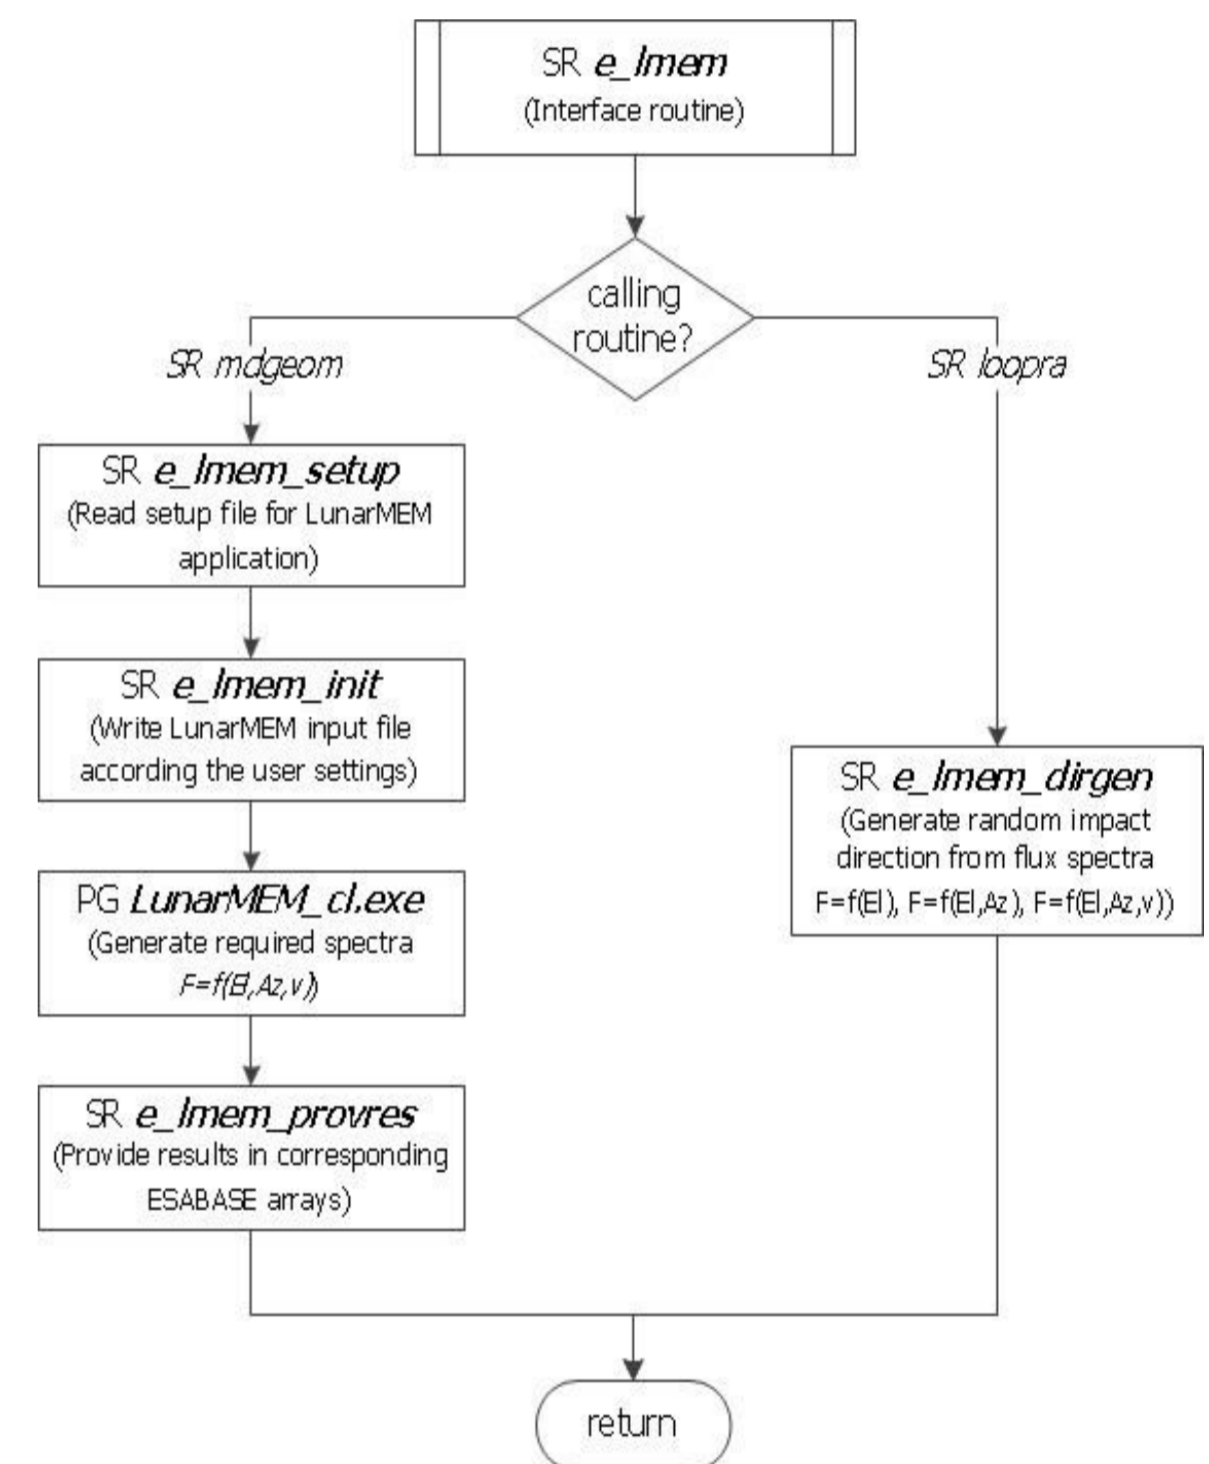 SR e_lmem
(Interface routine)
calling
routine?
SR mdgeom
SR loopra
SR e_lmem_setup
(Read setup file for LunarMEM
application)
SR e_lmem_init
(Write LunarMEM input file
according the user settings)
PG LunarMEM_cl.exe
(Generate required spectra
F=f(El,Az,v))
SR e_lmem_provres
(Provide results in corresponding
ESABASE arrays)
SR e_lmem_dirgen
(Generate random impact
direction from flux spectra
F=f(El), F=f(El,Az), F=f(El,Az,v))
return